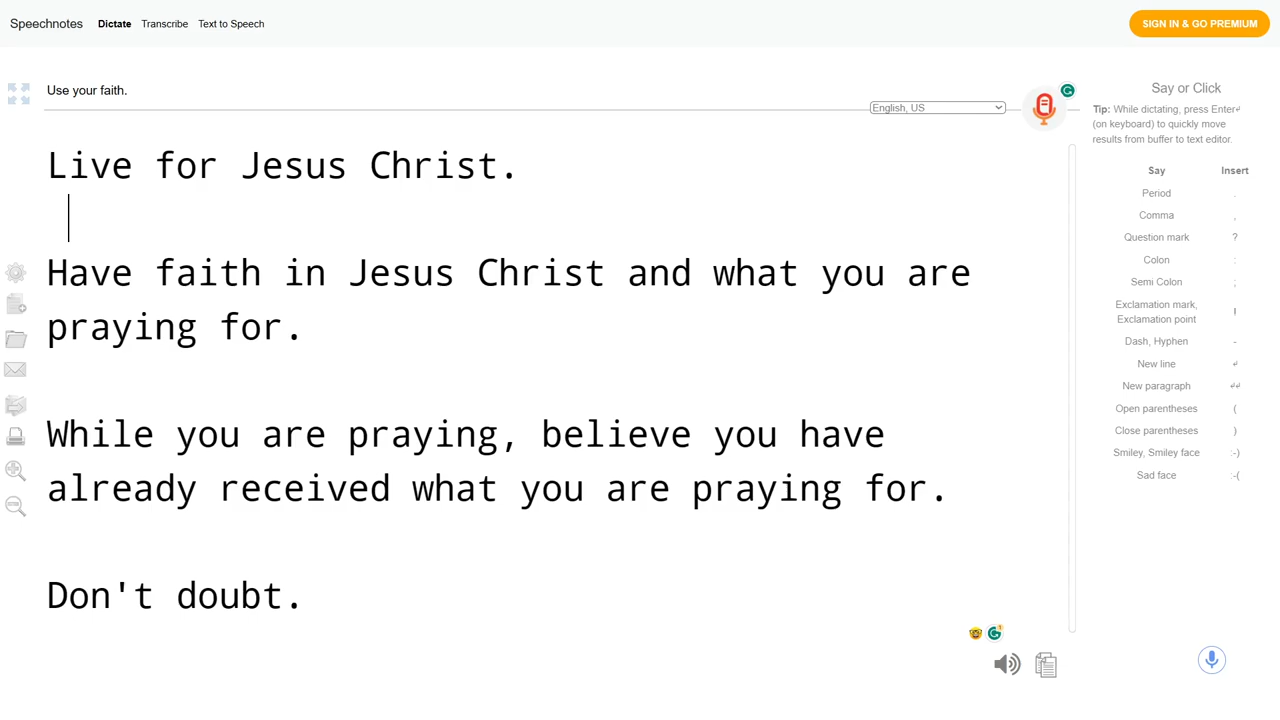 Speechnotes Dictate Transcribe Text to Speech SIGN IN & GO PREMIUM
Use your faith.
English, US
Live for Jesus Christ.
Have faith in Jesus Christ and what you are
praying for.
While you are praying, believe you have
already received what you are praying for.
Don't doubt.
Say or Click
Tip: While dictating, press Enter↲
(on keyboard) to quickly move
results from buffer to text editor.
Say Insert
Period .
Comma ,
Question mark ?
Colon :
Semi Colon ;
Exclamation mark,
Exclamation point !
Dash, Hyphen -
New line ↲
New paragraph ↲↲
Open parentheses (
Close parentheses )
Smiley, Smiley face :-)
Sad face :-(